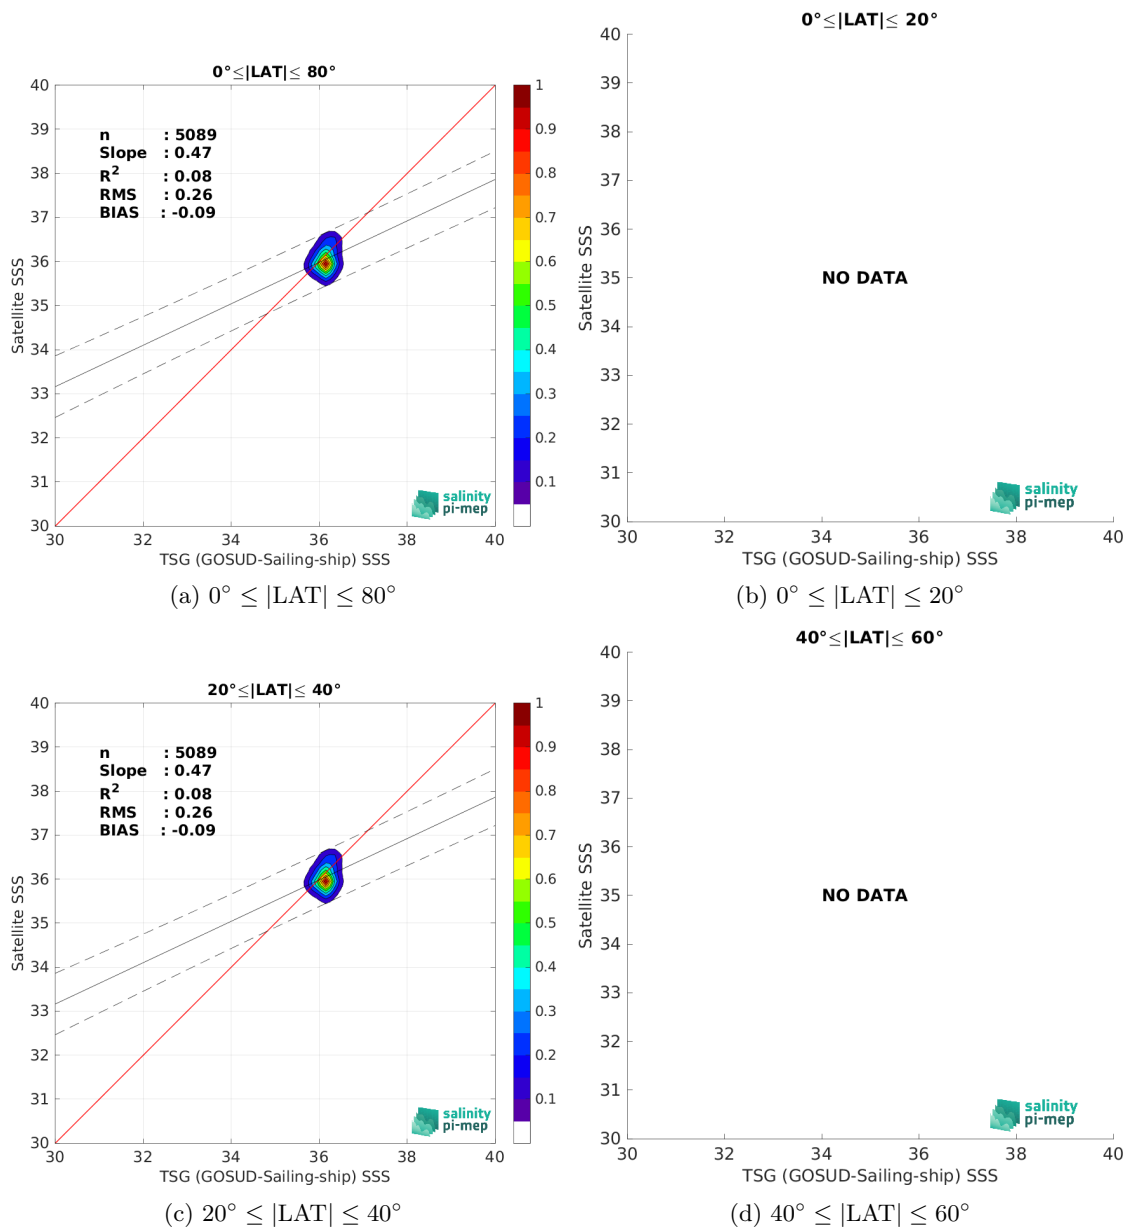 0°≤|LAT|≤ 80°
40
39
38
37
36
35
34
33
32
31
30
Satellite SSS
n : 5089
Slope : 0.47
R² : 0.08
RMS : 0.26
BIAS : -0.09
salinity
pi-mep
30 32 34 36 38 40
TSG (GOSUD-Sailing-ship) SSS
1
0.9
0.8
0.7
0.6
0.5
0.4
0.3
0.2
0.1
(a) 0° ≤ |LAT| ≤ 80°
0°≤|LAT|≤ 20°
40
39
38
37
36
35
34
33
32
31
30
Satellite SSS
NO DATA
salinity
pi-mep
30 32 34 36 38 40
TSG (GOSUD-Sailing-ship) SSS
(b) 0° ≤ |LAT| ≤ 20°
20°≤|LAT|≤ 40°
40
39
38
37
36
35
34
33
32
31
30
Satellite SSS
n : 5089
Slope : 0.47
R² : 0.08
RMS : 0.26
BIAS : -0.09
salinity
pi-mep
30 32 34 36 38 40
TSG (GOSUD-Sailing-ship) SSS
1
0.9
0.8
0.7
0.6
0.5
0.4
0.3
0.2
0.1
(c) 20° ≤ |LAT| ≤ 40°
40°≤|LAT|≤ 60°
40
39
38
37
36
35
34
33
32
31
30
Satellite SSS
NO DATA
salinity
pi-mep
30 32 34 36 38 40
TSG (GOSUD-Sailing-ship) SSS
(d) 40° ≤ |LAT| ≤ 60°